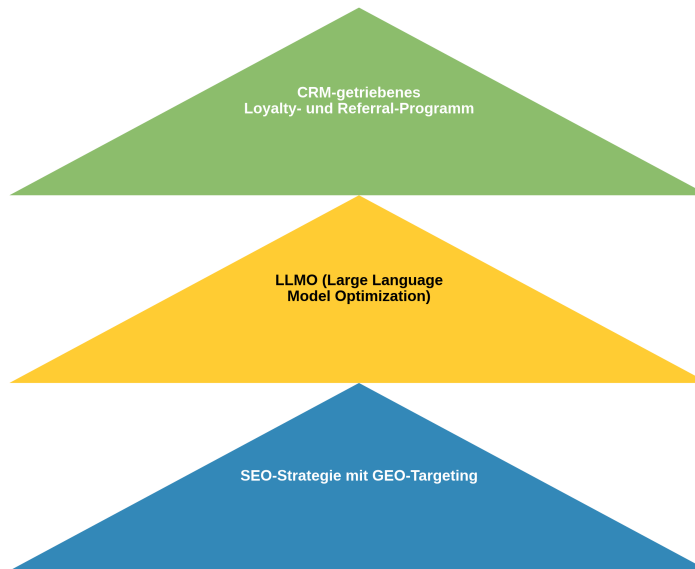 CRM-getriebenes
Loyalty- und Referral-Programm
LLMO (Large Language
Model Optimization)
SEO-Strategie mit GEO-Targeting